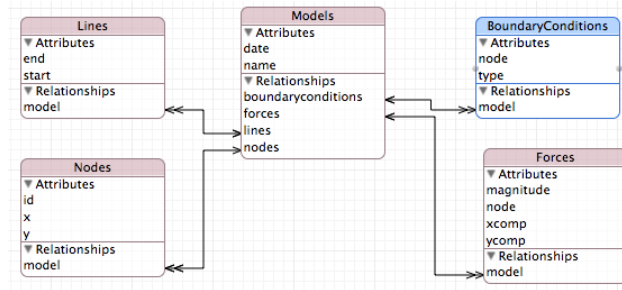 Lines
Attributes
end
start
Relationships
model
Models
Attributes
date
name
Relationships
boundaryconditions
forces
lines
nodes
BoundaryConditions
Attributes
node
type
Relationships
model
Nodes
Attributes
id
x
y
Relationships
model
Forces
Attributes
magnitude
node
xcomp
ycomp
Relationships
model